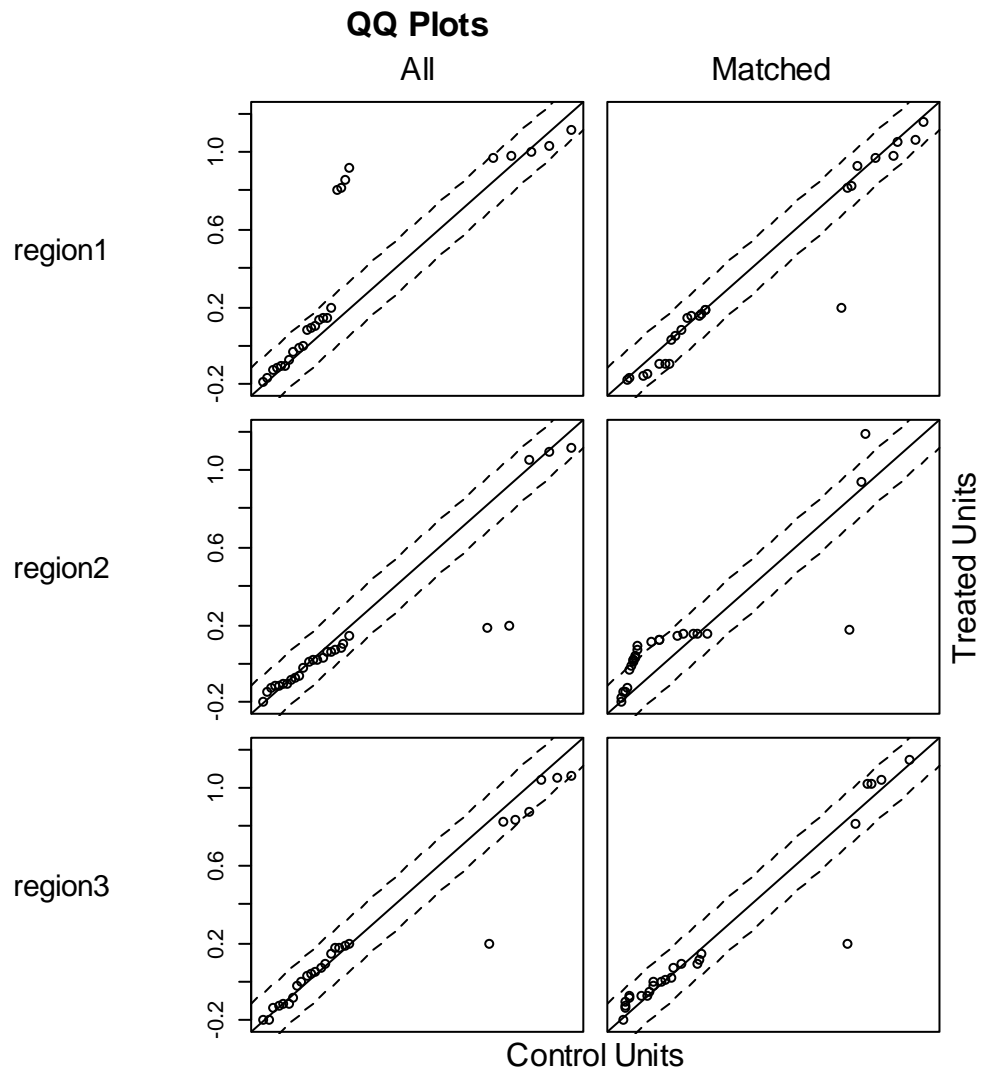 QQ Plots
All
Matched
region1
1.0
0.6
0.2
-0.2
region2
1.0
0.6
0.2
-0.2
Treated Units
region3
1.0
0.6
0.2
-0.2
Control Units